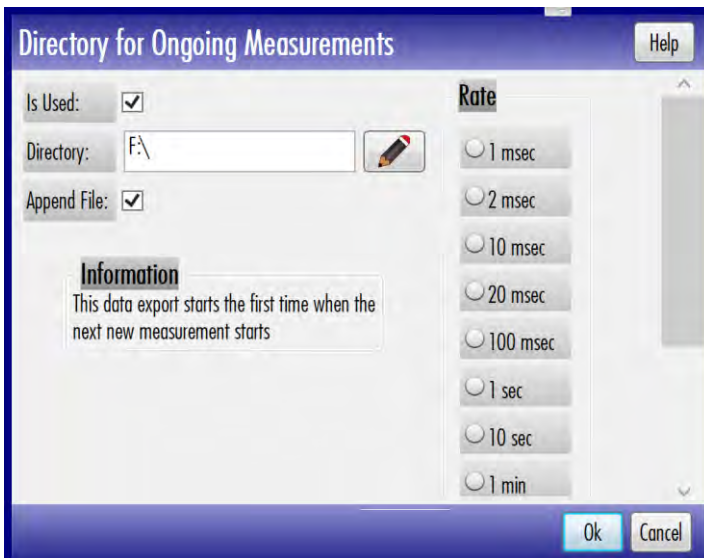 Directory for Ongoing Measurements
Help
Is Used:
Directory:
F:\
Append File:
Information
This data export starts the first time when the
next new measurement starts
Rate
1 msec
2 msec
10 msec
20 msec
100 msec
1 sec
10 sec
1 min
Ok
Cancel